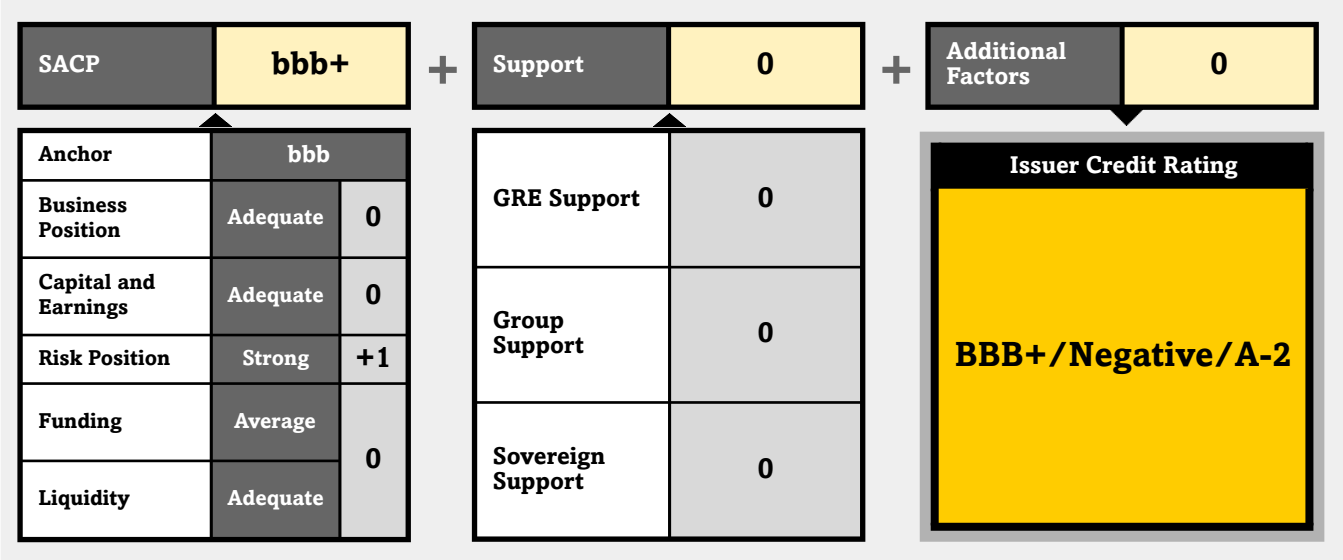 SACP
bbb+
+
Support
0
+
Additional
Factors
0
Anchor
bbb
Business
Position
Adequate
0
Capital and
Earnings
Adequate
0
Risk Position
Strong
+1
Funding
Average
0
Liquidity
Adequate
GRE Support
0
Group
Support
0
Sovereign
Support
0
Issuer Credit Rating
BBB+/Negative/A-2